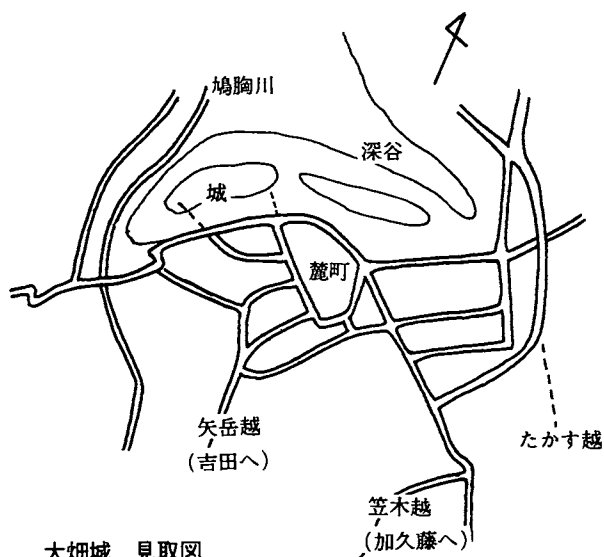 鳩胸川
深谷
城
麓町
矢岳越
(吉田へ)
たかす越
笠木越
(加久藤へ)
大畑城 見取図